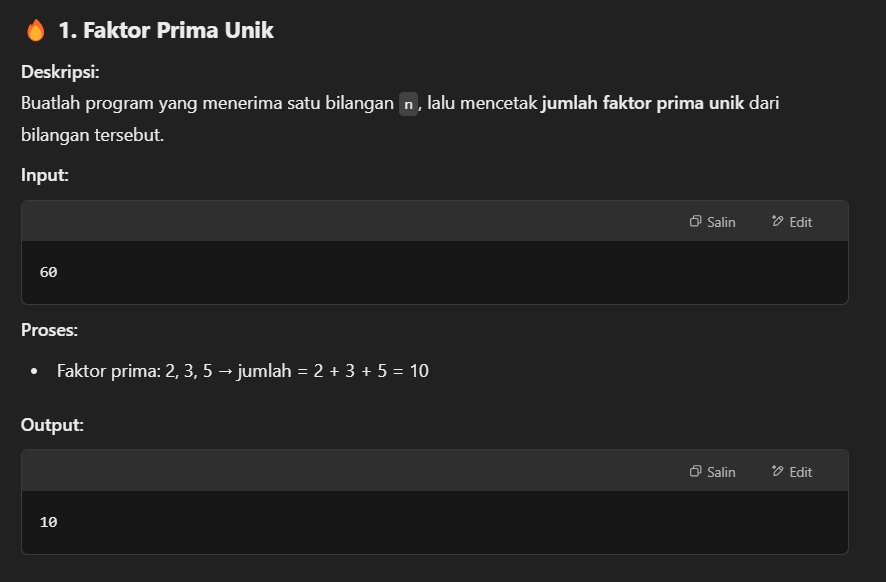 🔥 1. Faktor Prima Unik
Deskripsi:
Buatlah program yang menerima satu bilangan n, lalu mencetak jumlah faktor prima unik dari
bilangan tersebut.
Input:
Salin Edit
60
Proses:
• Faktor prima: 2, 3, 5 → jumlah = 2 + 3 + 5 = 10
Output:
Salin Edit
10